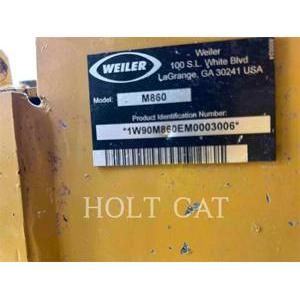 WEILER
Weiler
100 S.L. White Blvd
LaGrange, GA 30241 USA
Model:
M860
Product Identification Number:
*1W90M860EM0003006*
HOLT CAT